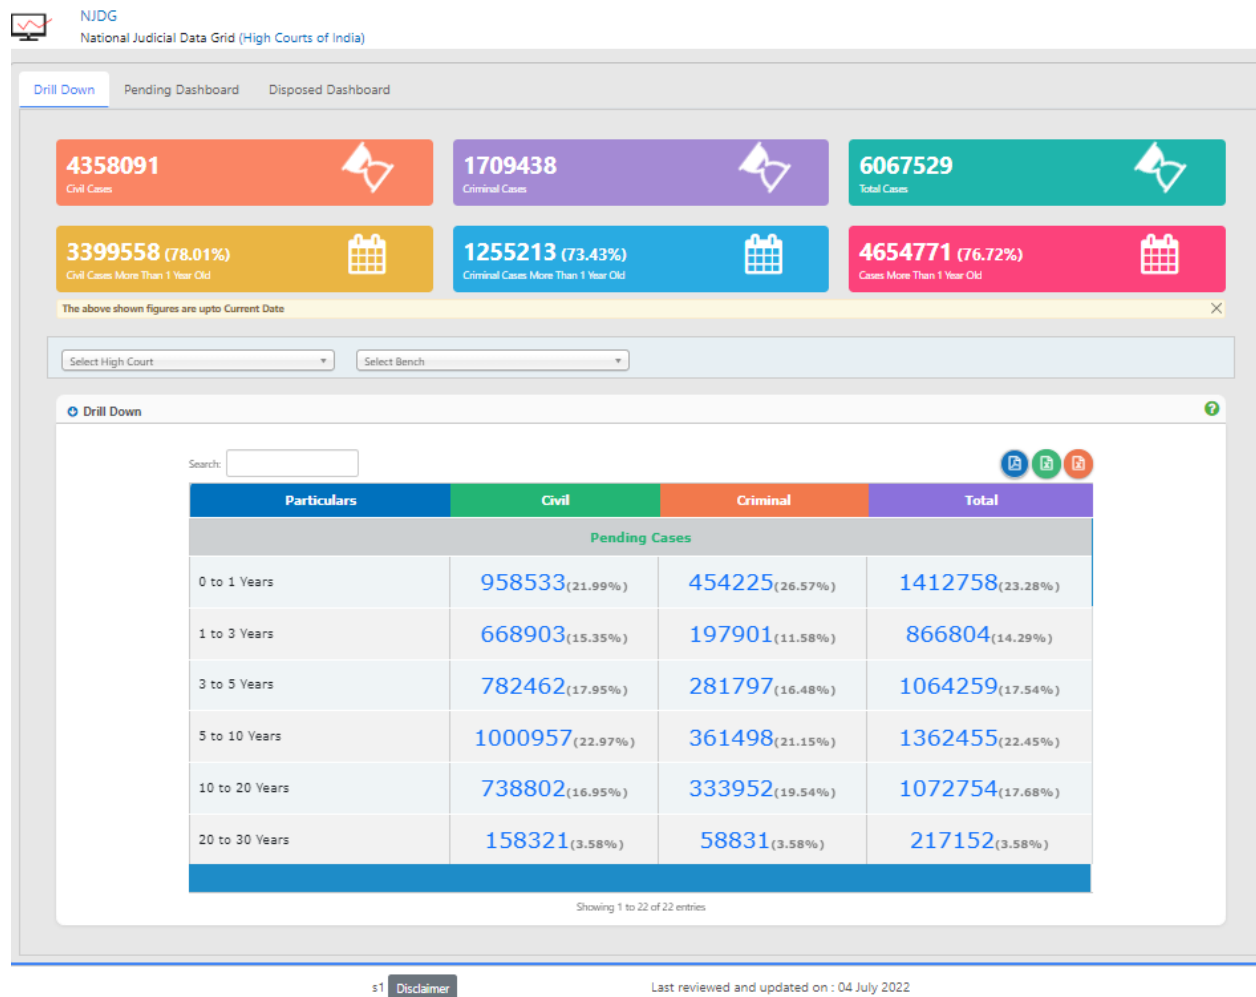 NJDG
National Judicial Data Grid (High Courts of India)
Drill Down Pending Dashboard Disposed Dashboard
4358091 1709438 6067529
Civil Cases Criminal Cases Total Cases
3399558 (78.01%) 1255213 (73.43%) 4654771 (76.72%)
Civil Cases More Than 1 Year Old Criminal Cases More Than 1 Year Old Cases More Than 1 Year Old
The above shown figures are upto Current Date
Select High Court Select Bench
Drill Down
Search:
Particulars Civil Criminal Total
Pending Cases
0 to 1 Years 958533(21.99%) 454225(26.57%) 1412758(23.28%)
1 to 3 Years 668903(15.35%) 197901(11.58%) 866804(14.29%)
3 to 5 Years 782462(17.95%) 281797(16.48%) 1064259(17.54%)
5 to 10 Years 1000957(22.97%) 361498(21.15%) 1362455(22.45%)
10 to 20 Years 738802(16.95%) 333952(19.54%) 1072754(17.68%)
20 to 30 Years 158321(3.58%) 58831(3.58%) 217152(3.58%)
Showing 1 to 22 of 22 entries
s1 Disclaimer Last reviewed and updated on : 04 July 2022